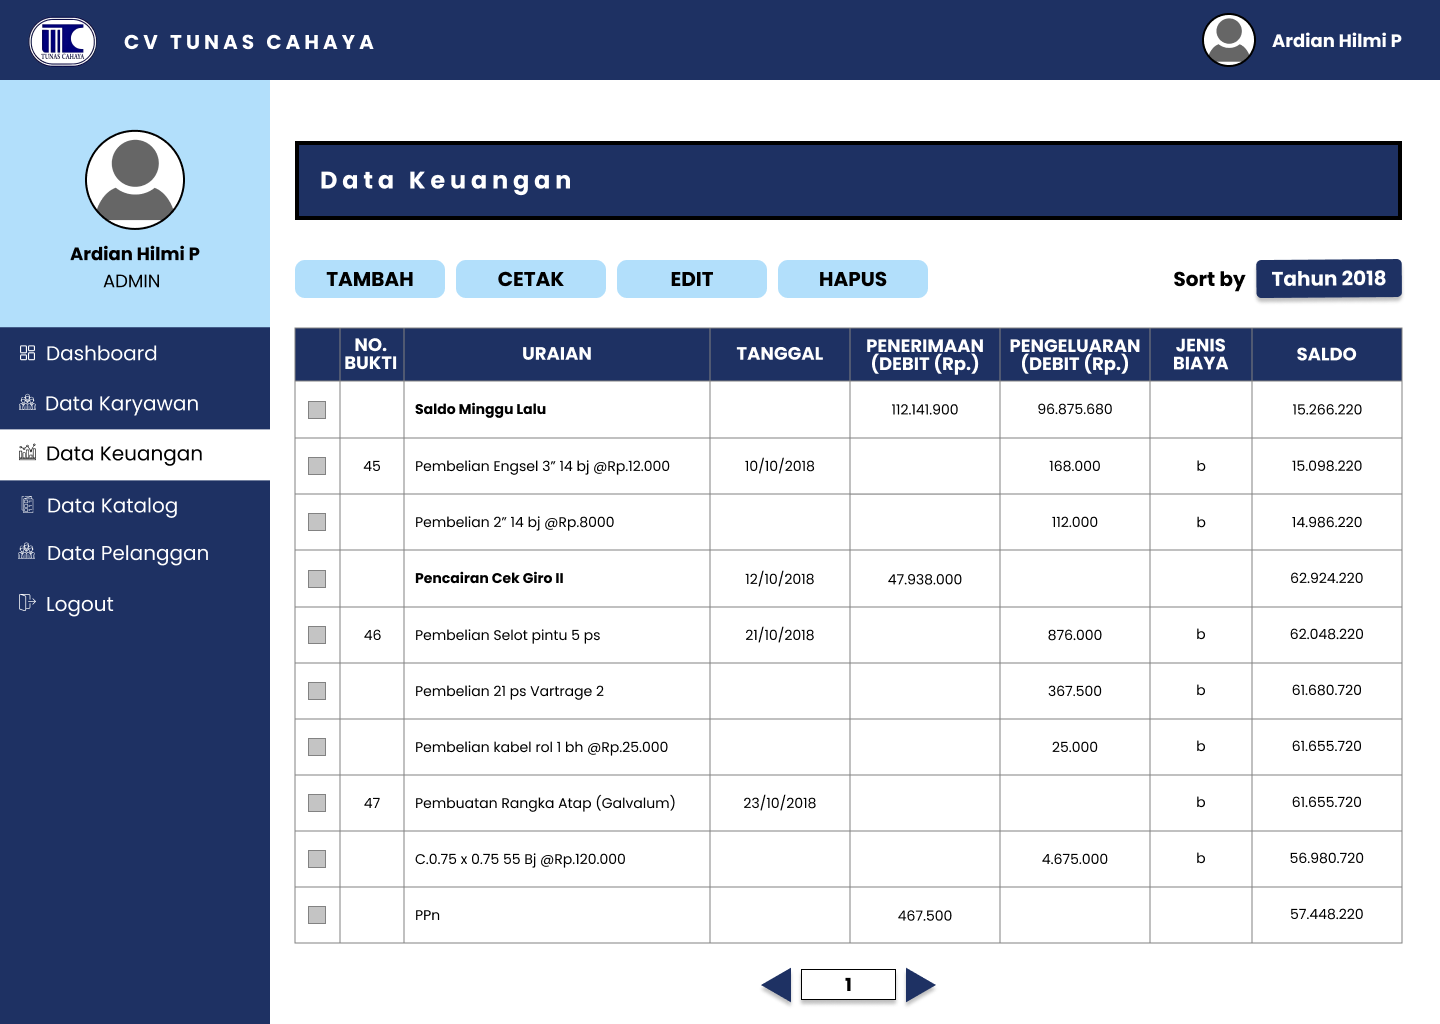 TUNAS CAHAYA
CV TUNAS CAHAYA
Ardian Hilmi P
Ardian Hilmi P
ADMIN
Dashboard
Data Karyawan
Data Keuangan
Data Katalog
Data Pelanggan
Logout
Data Keuangan
TAMBAH CETAK EDIT HAPUS Sort by Tahun 2018
NO. BUKTI URAIAN TANGGAL PENERIMAAN (DEBIT (Rp.) PENGELUARAN (DEBIT (Rp.) JENIS BIAYA SALDO
Saldo Minggu Lalu 112.141.900 96.875.680 15.266.220
45 Pembelian Engsel 3” 14 bj @Rp.12.000 10/10/2018 168.000 b 15.098.220
Pembelian 2” 14 bj @Rp.8000 112.000 b 14.986.220
Pencairan Cek Giro II 12/10/2018 47.938.000 62.924.220
46 Pembelian Selot pintu 5 ps 21/10/2018 876.000 b 62.048.220
Pembelian 21 ps Vartrage 2 367.500 b 61.680.720
Pembelian kabel rol 1 bh @Rp.25.000 25.000 b 61.655.720
47 Pembuatan Rangka Atap (Galvalum) 23/10/2018 b 61.655.720
C.0.75 x 0.75 55 Bj @Rp.120.000 4.675.000 b 56.980.720
PPn 467.500 57.448.220
1